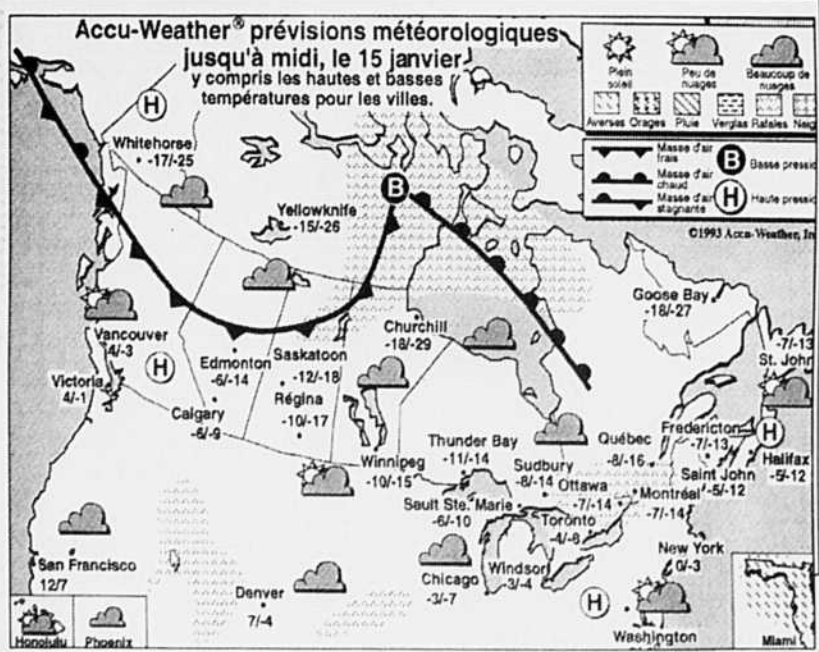 Accu-Weather® prévisions météorologiques
jusqu'à midi, le 15 janvier
y compris les hautes et basses
températures pour les villes.
Plein soleil
Peu de nuages
Beaucoup de nuages
Averses Orages Pluie Verglas Rafales Neig
Masse d'air frais
Masse d'air chaud
Masse d'air stagnante
B Basse pressio
H Haute pressio
©1993 Accu-Weather, In
H
Whitehorse
-17/-25
B
Yellowknife
-15/-26
Goose Bay
-18/-27
Vancouver
4/-3
H
Churchill
-18/-29
-7/-13
St. John
Edmonton
-6/-14
Saskatoon
-12/-18
Victoria
4/-1
Régina
-10/-17
Calgary
-6/-9
Winnipeg
-10/-15
Thunder Bay
-11/-14
Sudbury
-8/-14
Québec
-8/-16
Fredericton
-7/-13
H
Halifax
-5/-12
Saint John
-5/-12
Ottawa
-7/-14
Montréal
-7/-14
Sault Ste. Marie
-6/-10
Toronto
-4/-8
San Francisco
12/7
Denver
7/-4
Chicago
-3/-7
Windsor
-3/-4
New York
0/-3
H
Washington
Honolulu
Phoenix
Miami